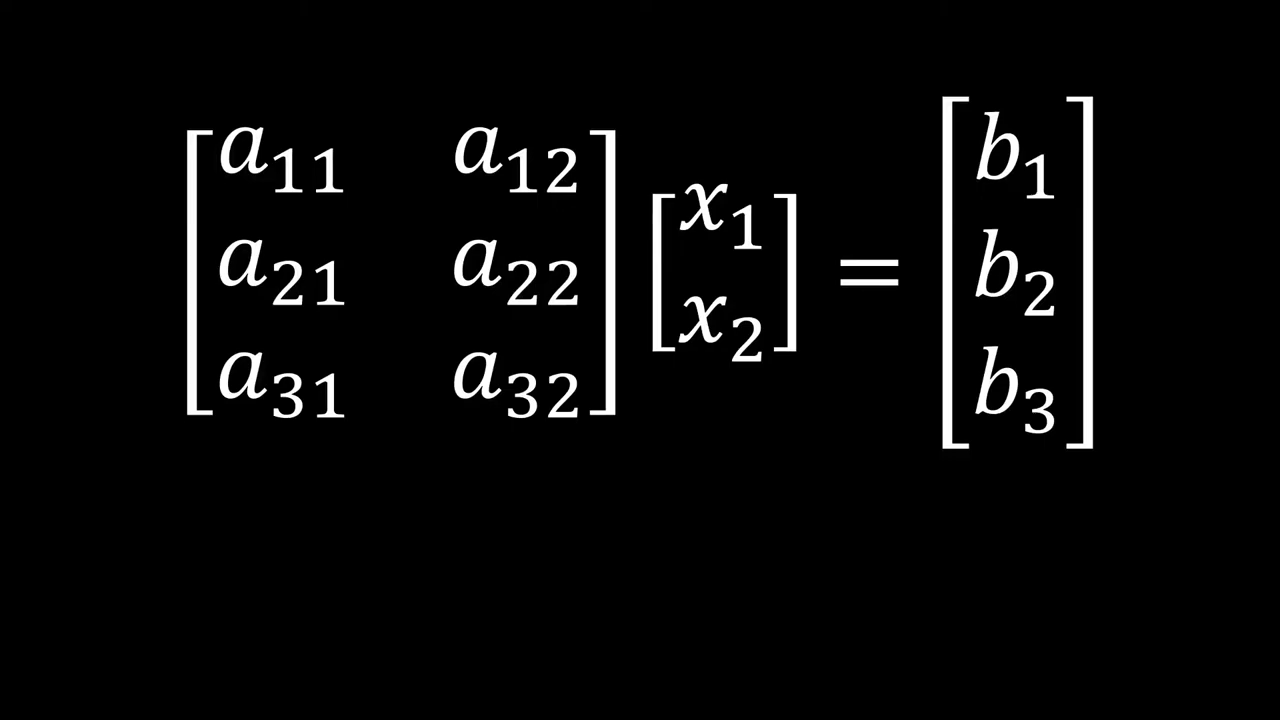 [a₁₁ a₁₂
a₂₁ a₂₂
a₃₁ a₃₂] [x₁
x₂] = [b₁
b₂
b₃]